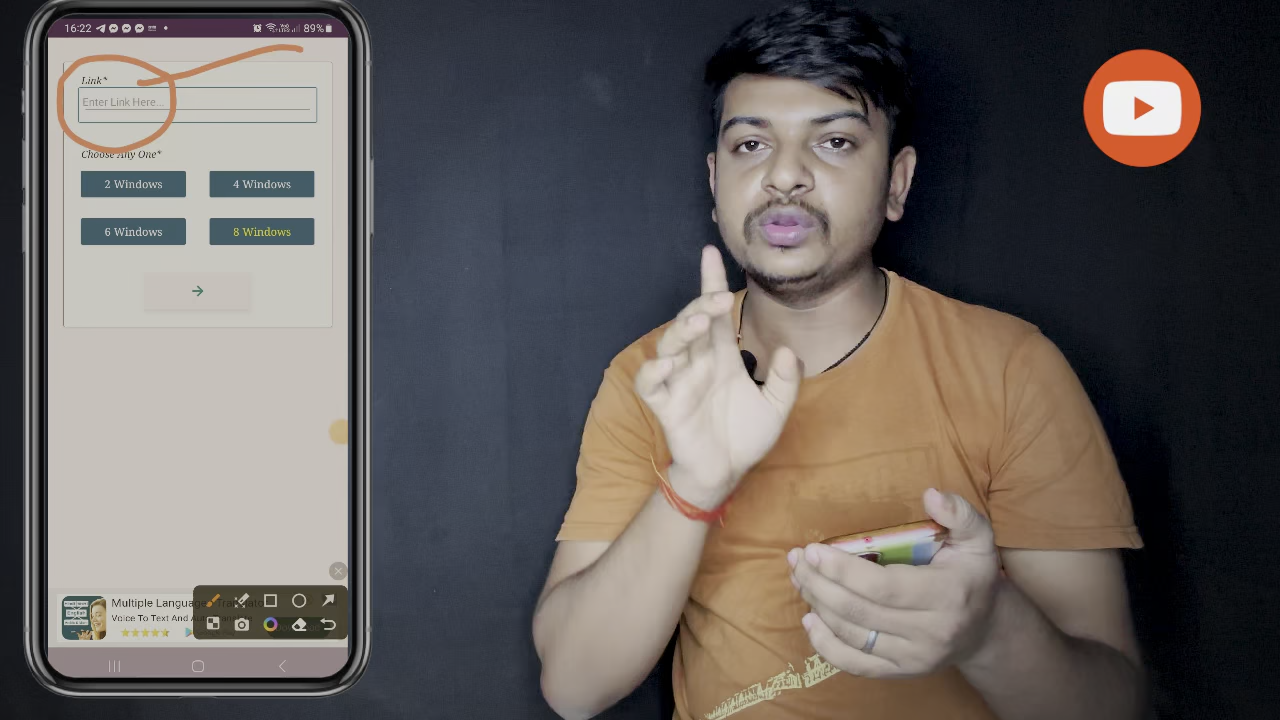 16:22
89%
Link*
Enter Link Here...
Choose Any One*
2 Windows
4 Windows
6 Windows
8 Windows
English
Multiple Language
Voice To Text And